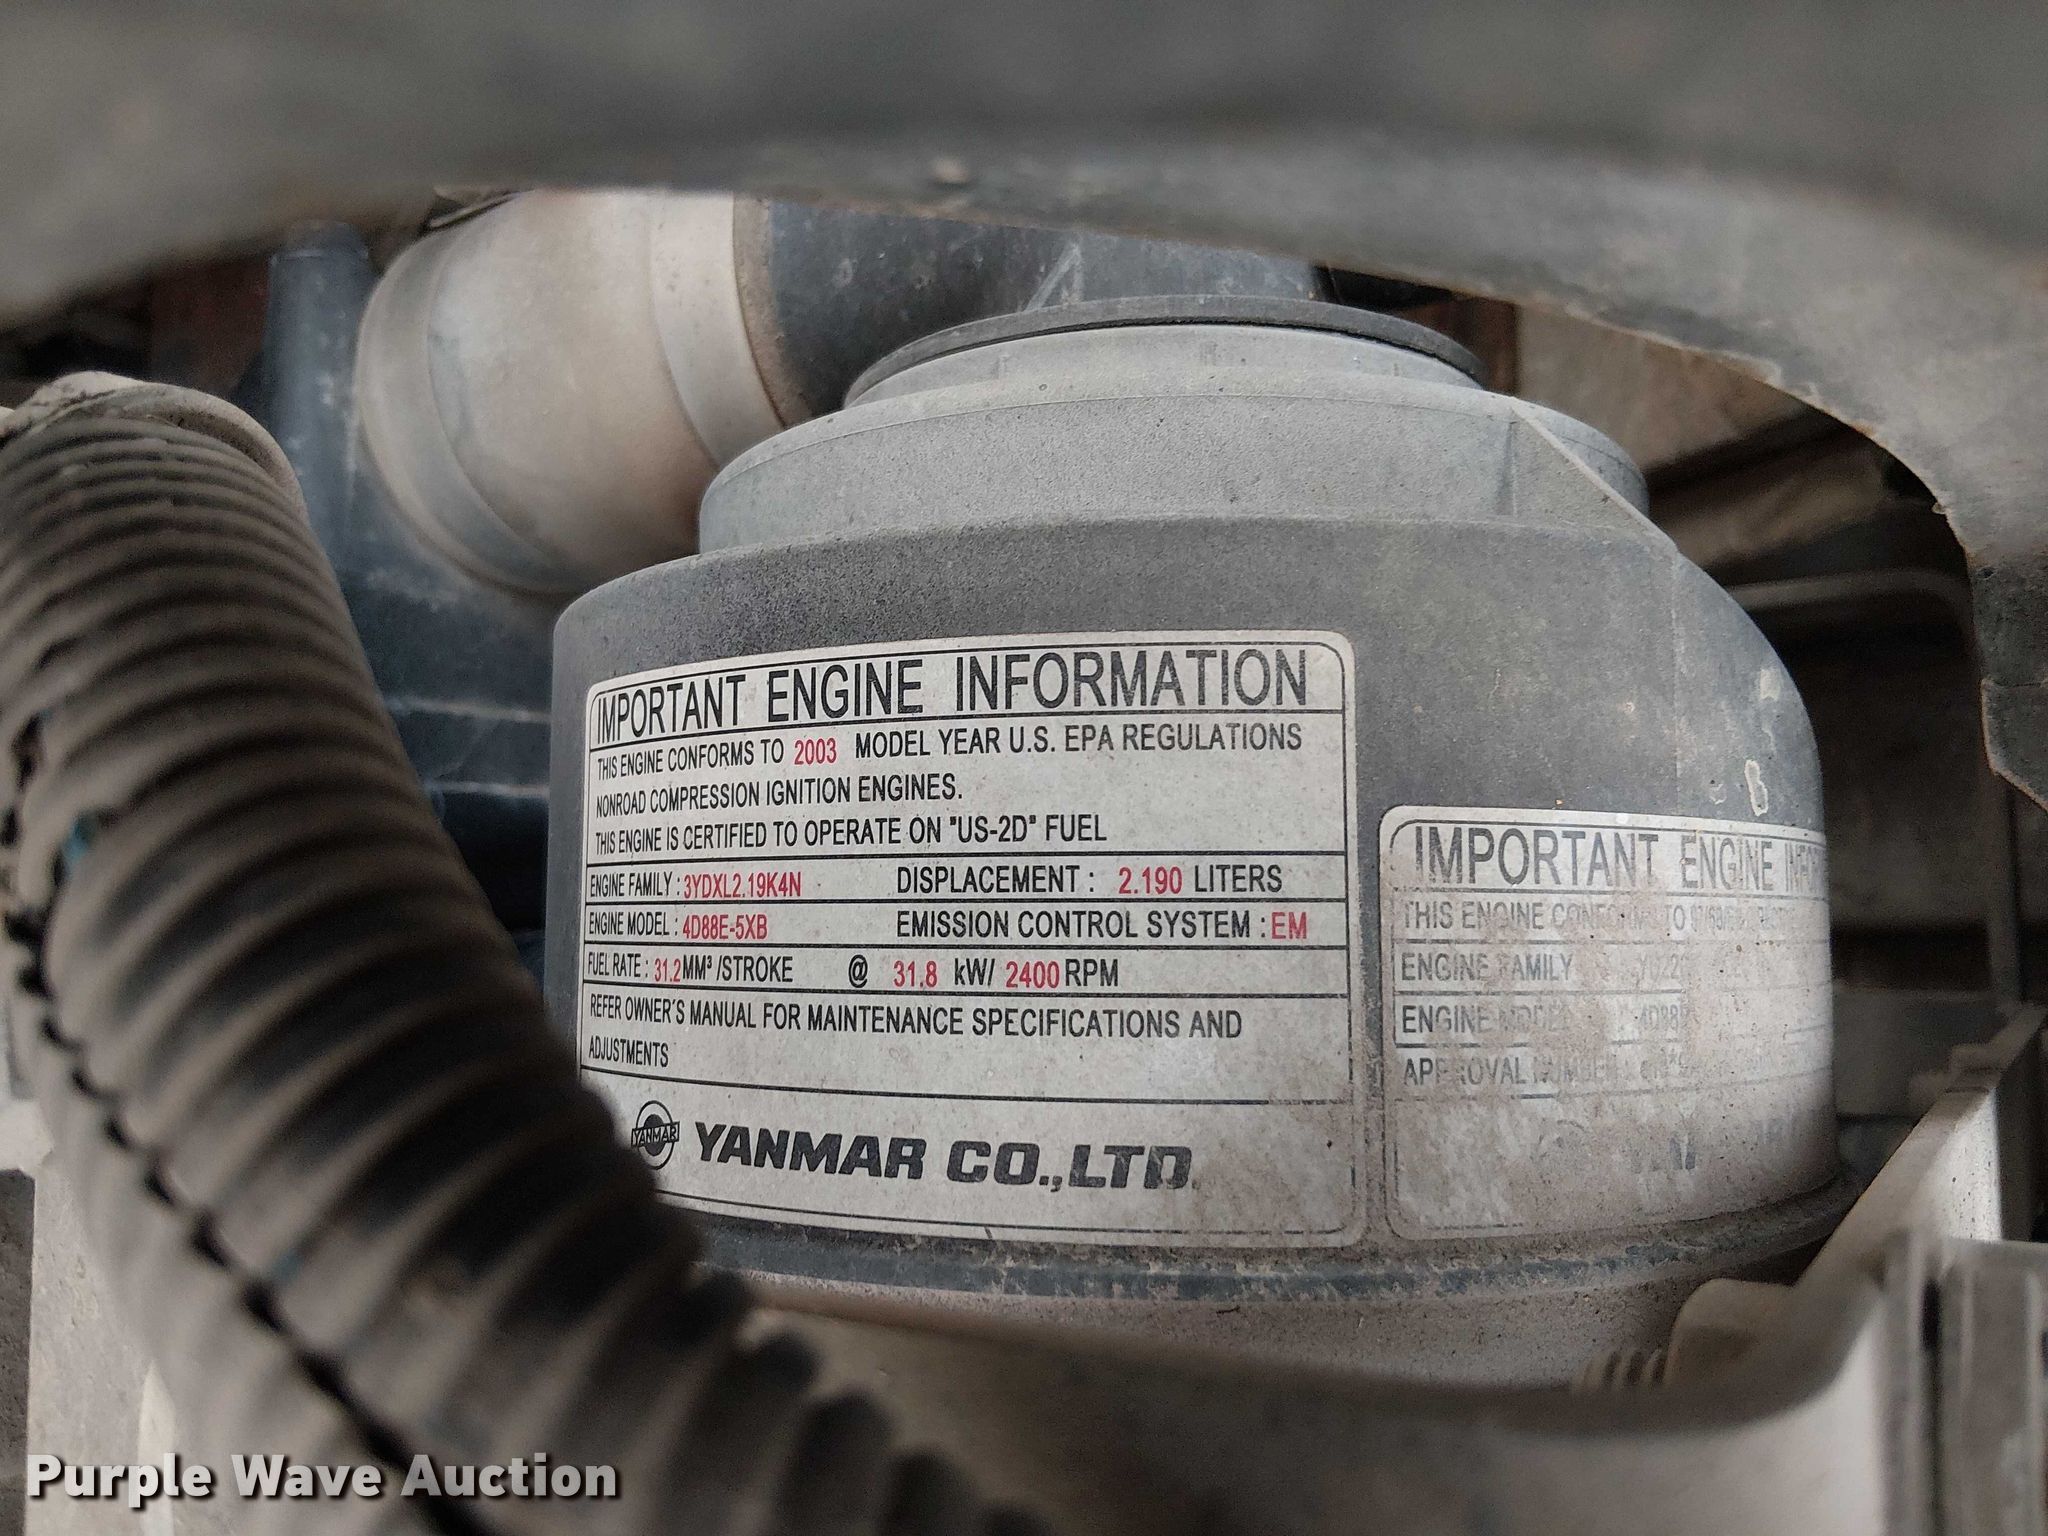 IMPORTANT ENGINE INFORMATION
THIS ENGINE CONFORMS TO 2003 MODEL YEAR U.S. EPA REGULATIONS
NONROAD COMPRESSION IGNITION ENGINES.
THIS ENGINE IS CERTIFIED TO OPERATE ON "US-2D" FUEL
ENGINE FAMILY : 3YDXL2.19K4N DISPLACEMENT : 2.190 LITERS
ENGINE MODEL : 4D88E-5XB EMISSION CONTROL SYSTEM : EM
FUEL RATE : 31.2 MM³ /STROKE @ 31.8 kW/ 2400 RPM
REFER OWNER'S MANUAL FOR MAINTENANCE SPECIFICATIONS AND
ADJUSTMENTS
YANMAR YANMAR CO.,LTD.
IMPORTANT ENGINE
THIS ENGINE TO
ENGINE FAMILY
ENGINE MODEL
APPROVAL NUMBER :
Purple Wave Auction